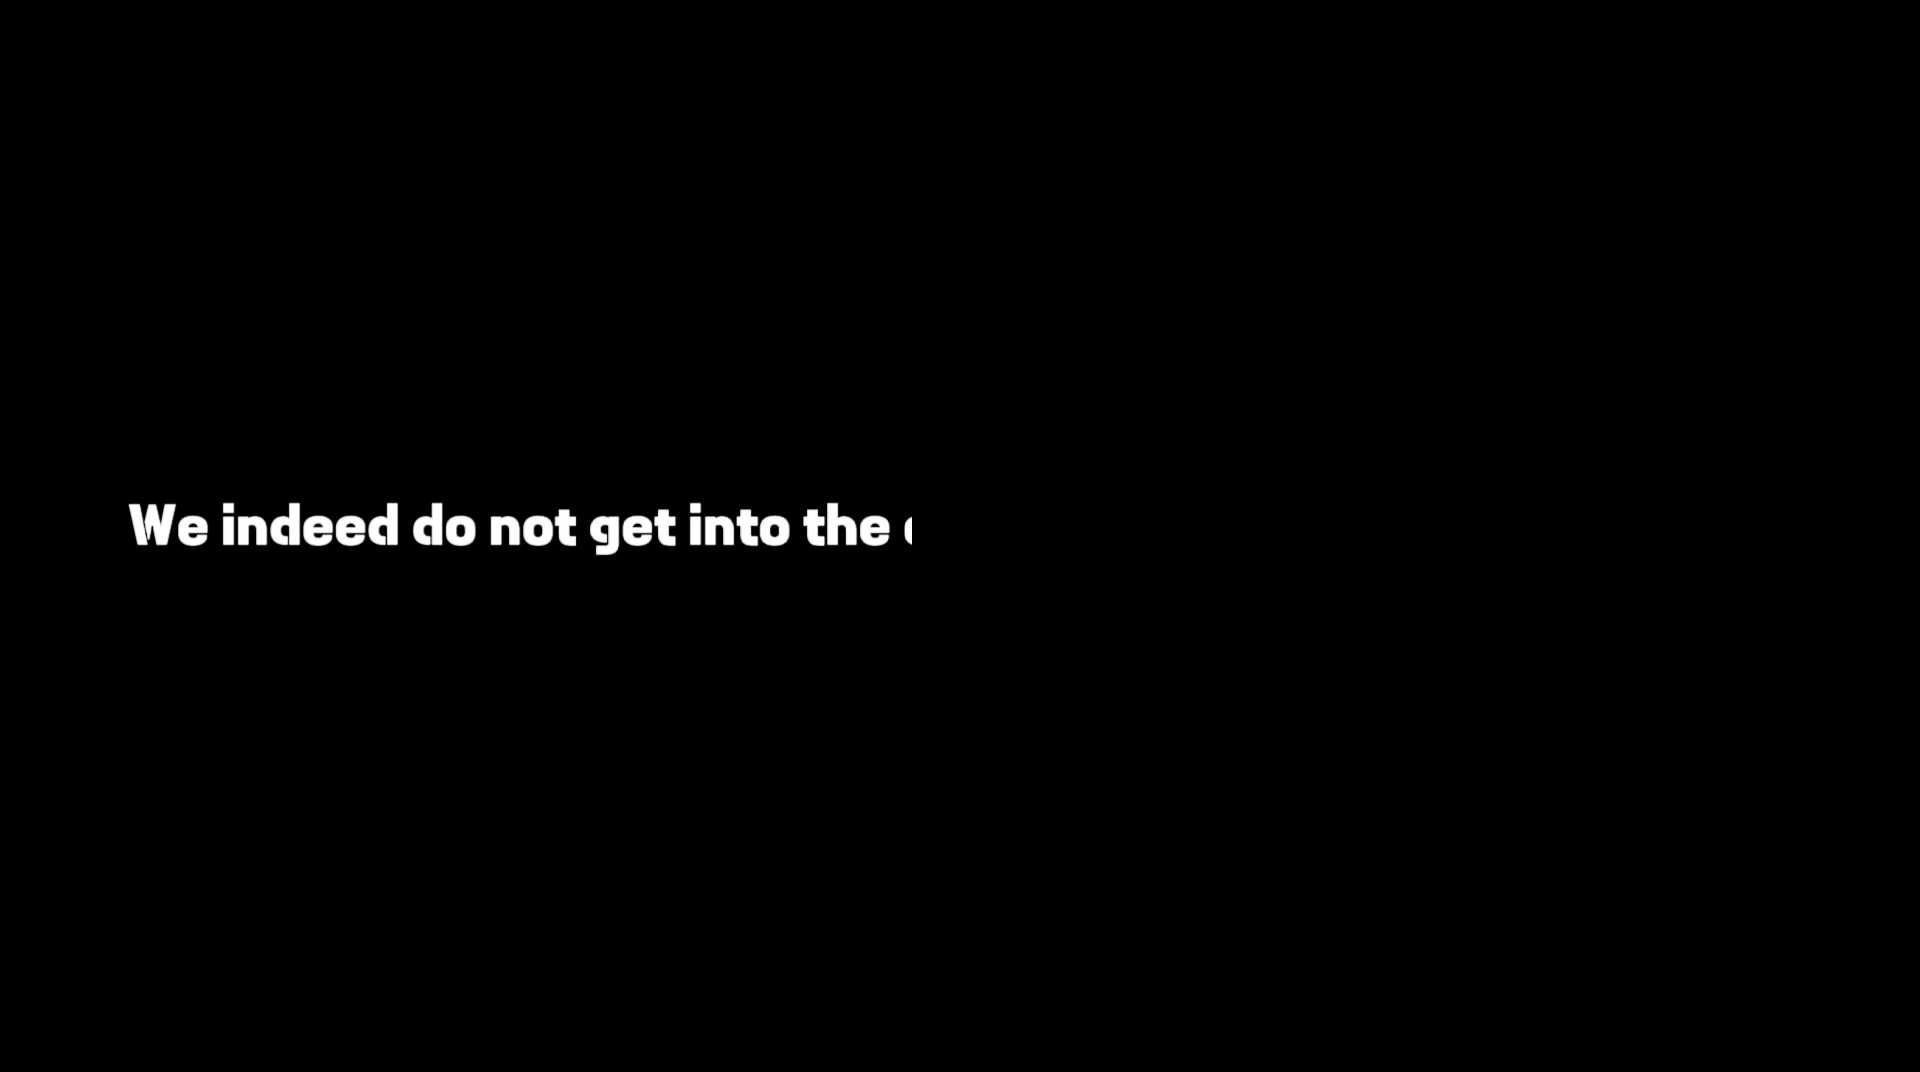 We indeed do not get into the